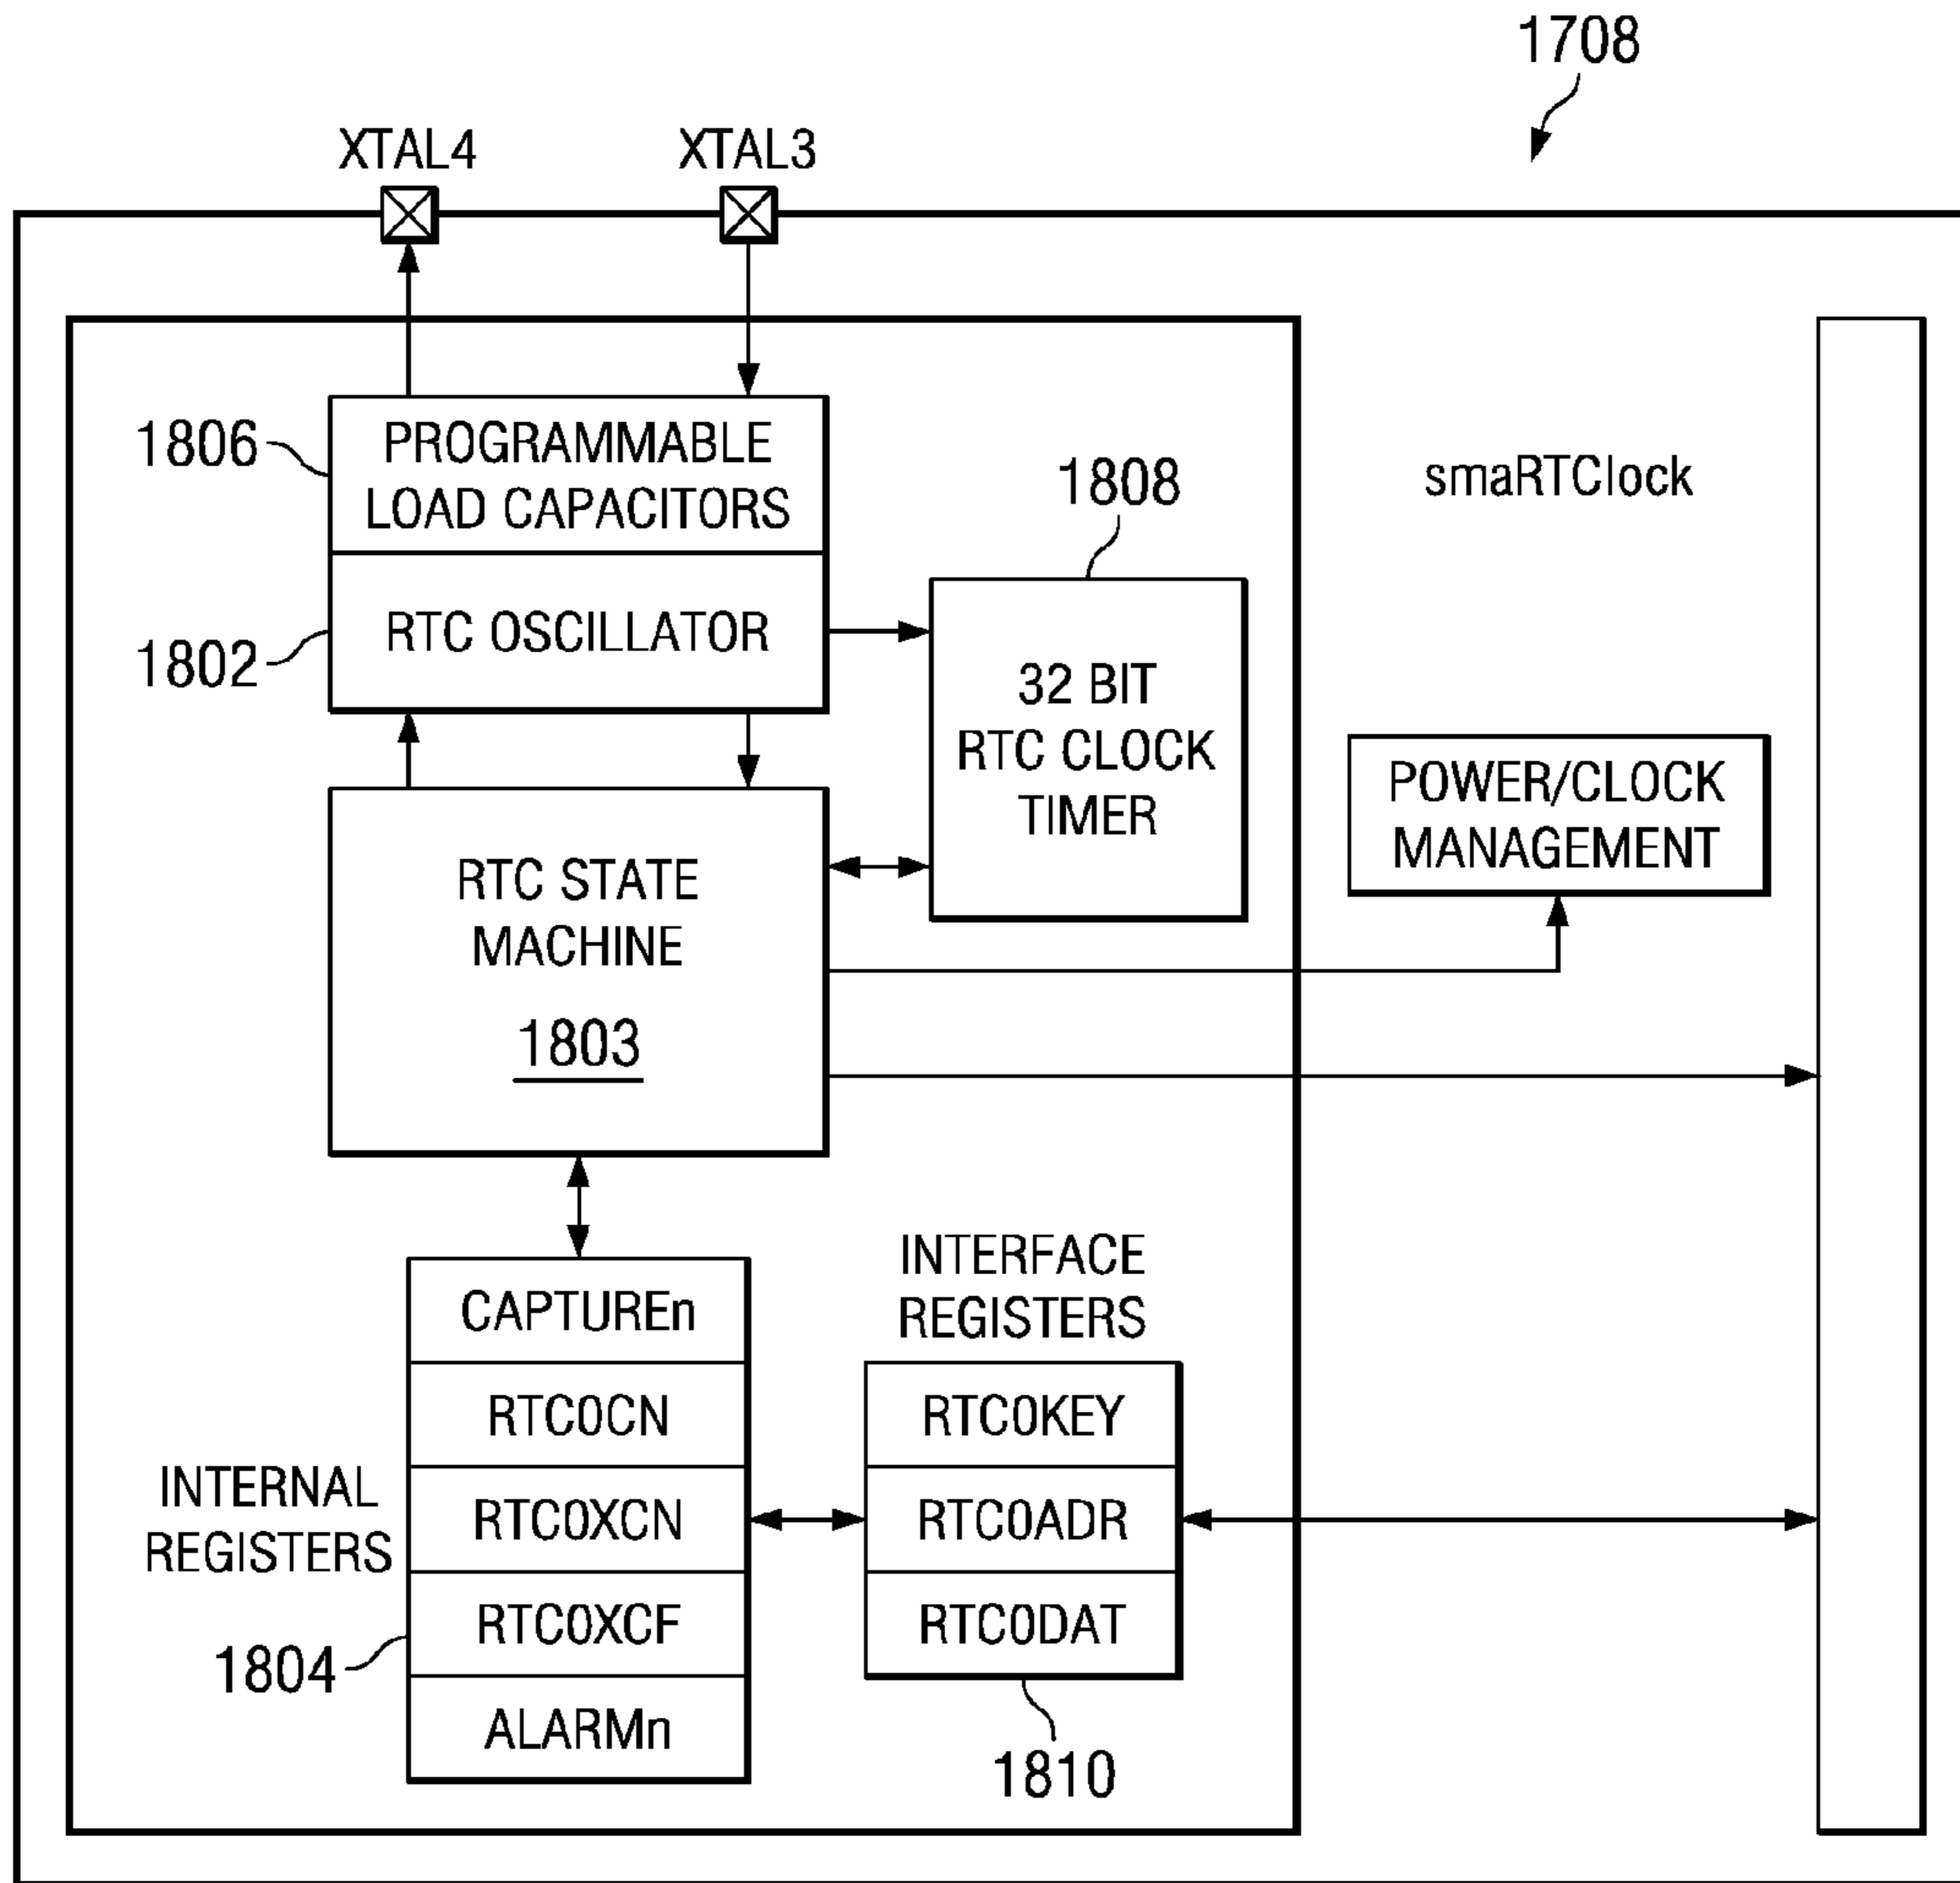 1708
XTAL4
XTAL3
1806
PROGRAMMABLE
LOAD CAPACITORS
1808
smaRTClock
1802
RTC OSCILLATOR
32 BIT
RTC CLOCK
TIMER
POWER/CLOCK
MANAGEMENT
RTC STATE
MACHINE
1803
INTERFACE
REGISTERS
CAPTUREn
RTC0CN
RTC0KEY
INTERNAL
REGISTERS
RTC0XCN
RTC0ADR
RTC0XCF
RTC0DAT
1804
ALARMn
1810